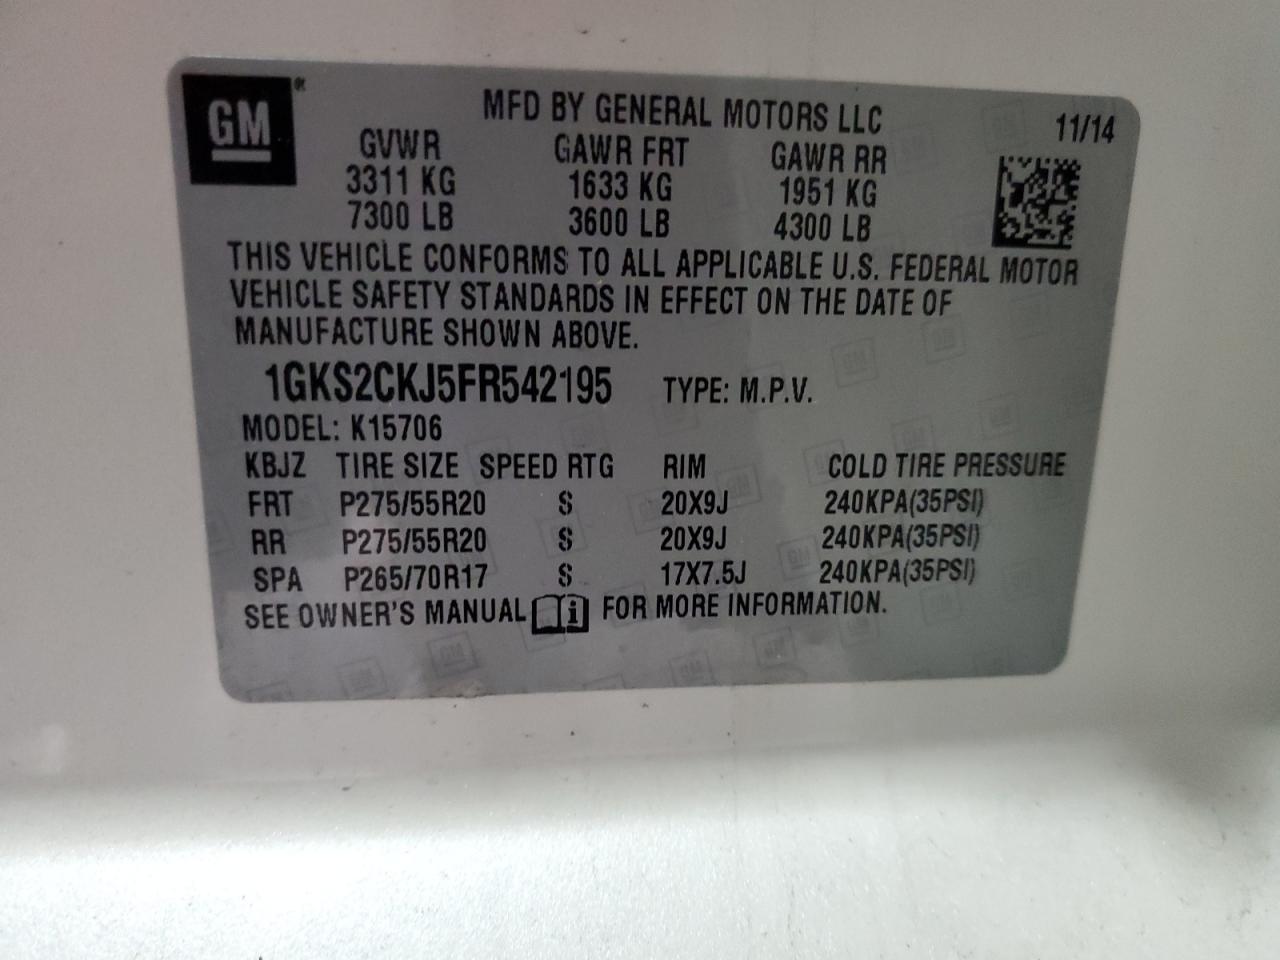 GM®
MFD BY GENERAL MOTORS LLC 11/14
GVWR GAWR FRT GAWR RR
3311 KG 1633 KG 1951 KG
7300 LB 3600 LB 4300 LB
THIS VEHICLE CONFORMS TO ALL APPLICABLE U.S. FEDERAL MOTOR
VEHICLE SAFETY STANDARDS IN EFFECT ON THE DATE OF
MANUFACTURE SHOWN ABOVE.
1GKS2CKJ5FR542195 TYPE: M.P.V.
MODEL: K15706
KBJZ TIRE SIZE SPEED RTG RIM COLD TIRE PRESSURE
FRT P275/55R20 S 20X9J 240KPA(35PSI)
RR P275/55R20 S 20X9J 240KPA(35PSI)
SPA P265/70R17 S 17X7.5J 240KPA(35PSI)
SEE OWNER'S MANUAL i FOR MORE INFORMATION.